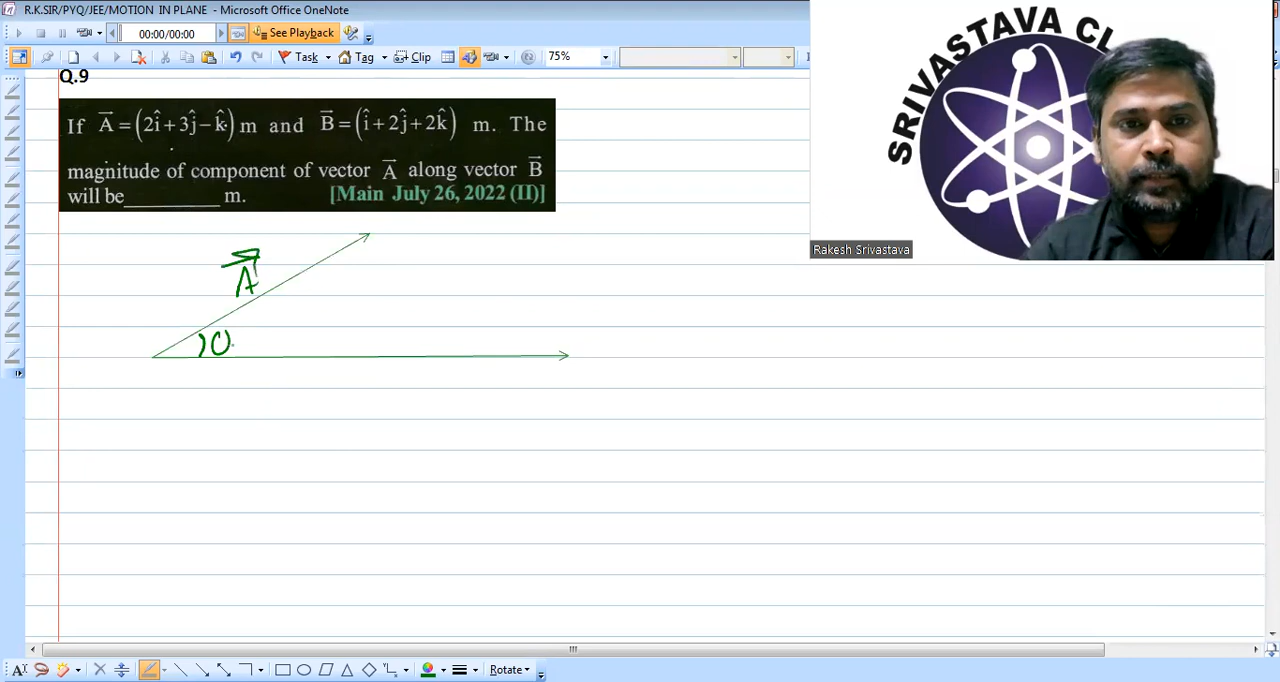 R.K.SIR/PYQ/JEE/MOTION IN PLANE - Microsoft Office OneNote
00:00/00:00 See Playback
Task Tag Clip 75%
Q.9
If A⃗ = (2î + 3ĵ − k̂) m and B⃗ = (î + 2ĵ + 2k̂) m. The
magnitude of component of vector A⃗ along vector B⃗
will be_________ m. [Main July 26, 2022 (II)]
A⃗
SRIVASTAVA CL
Rakesh Srivastava
Rotate